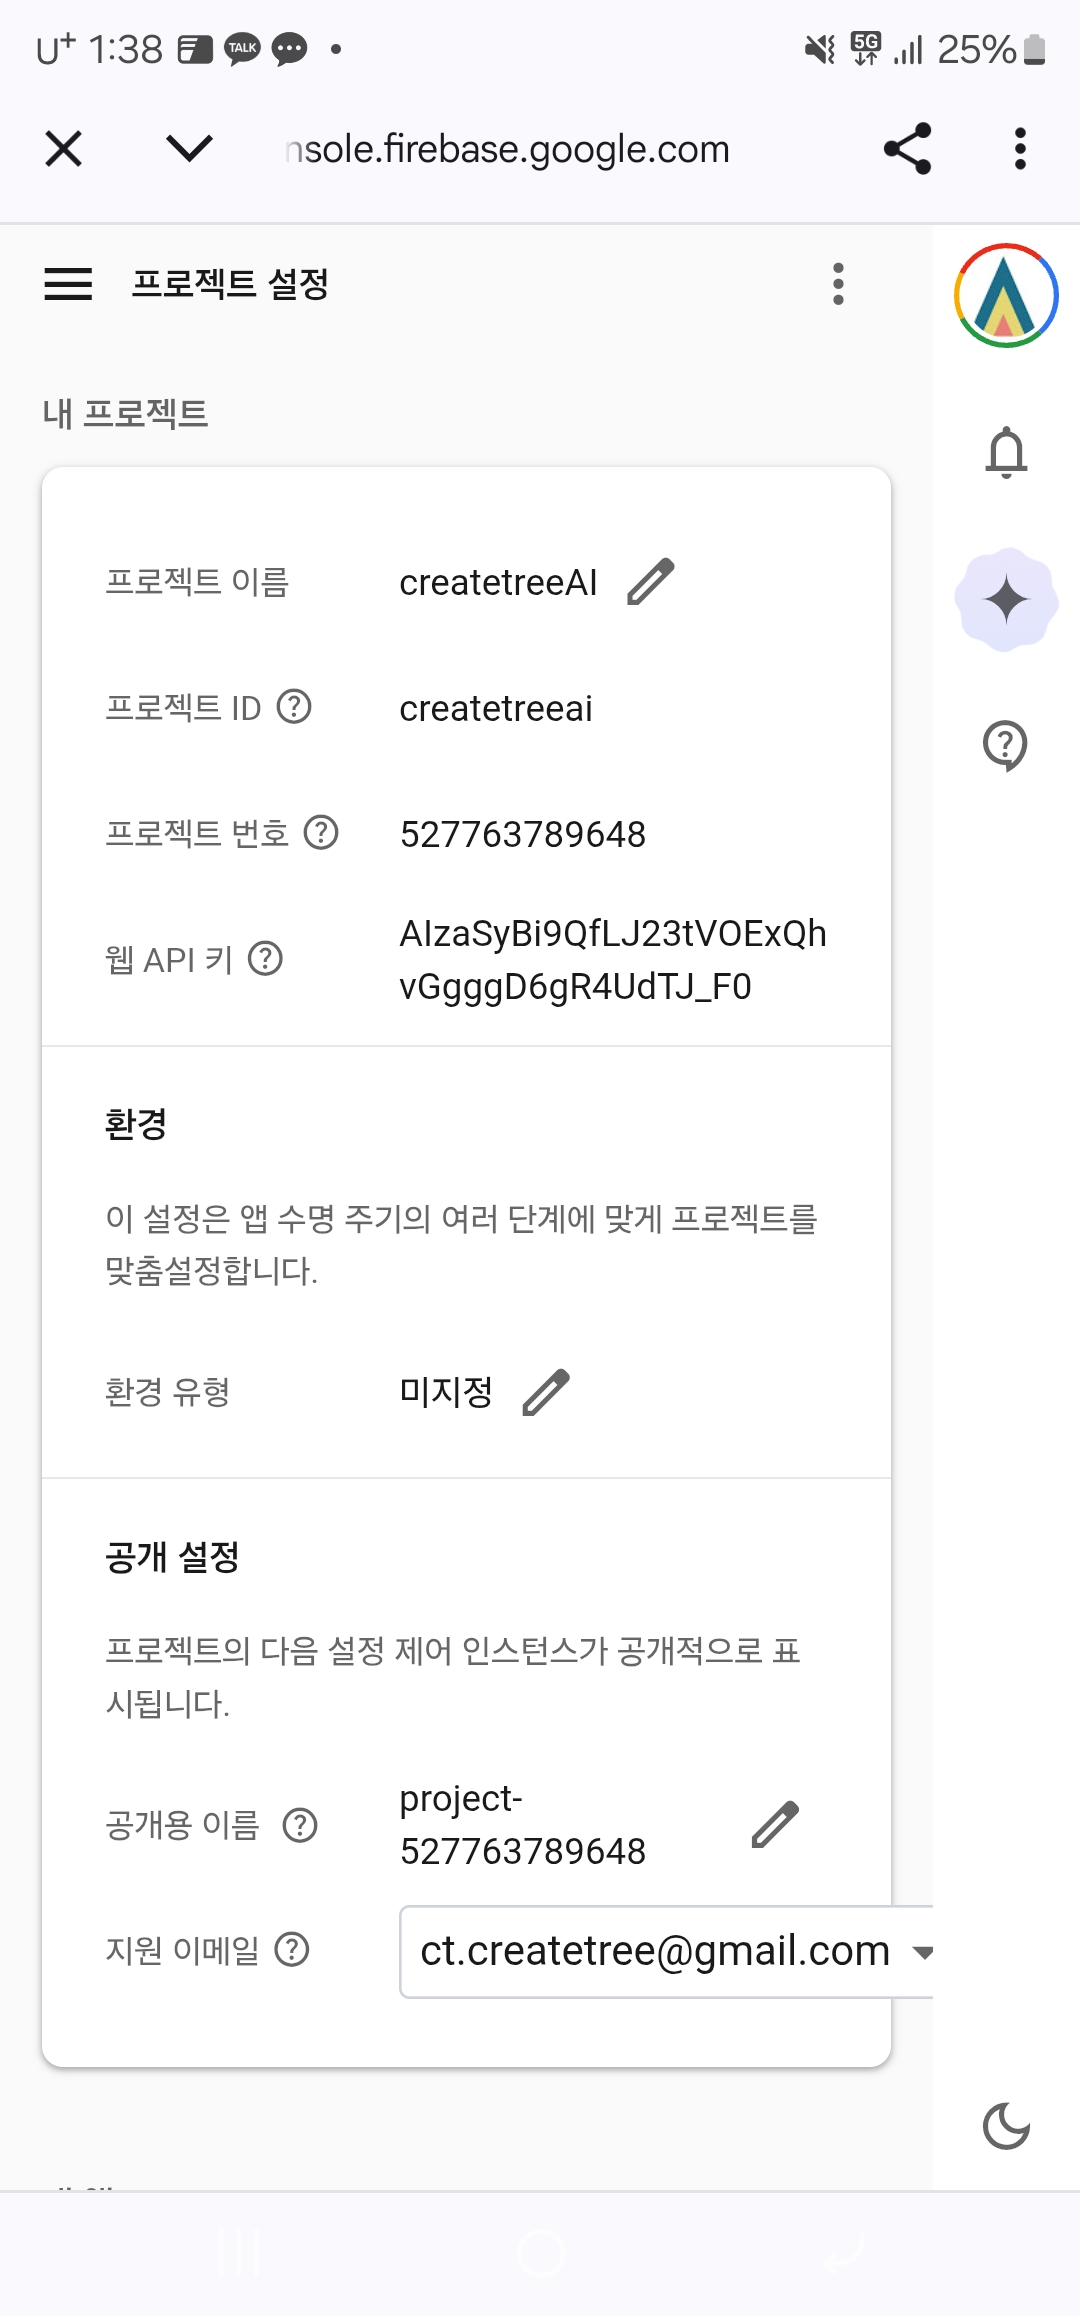 U+ 1:38 TALK 5G 25%
nsole.firebase.google.com
프로젝트 설정
내 프로젝트
프로젝트 이름 createtreeAI
프로젝트 ID createtreeai
프로젝트 번호 527763789648
웹 API 키 AIzaSyBi9QfLJ23tVOExQh
vGgggD6gR4UdTJ_F0
환경
이 설정은 앱 수명 주기의 여러 단계에 맞게 프로젝트를
맞춤설정합니다.
환경 유형 미지정
공개 설정
프로젝트의 다음 설정 제어 인스턴스가 공개적으로 표
시됩니다.
공개용 이름 project-
527763789648
지원 이메일 ct.createtree@gmail.com